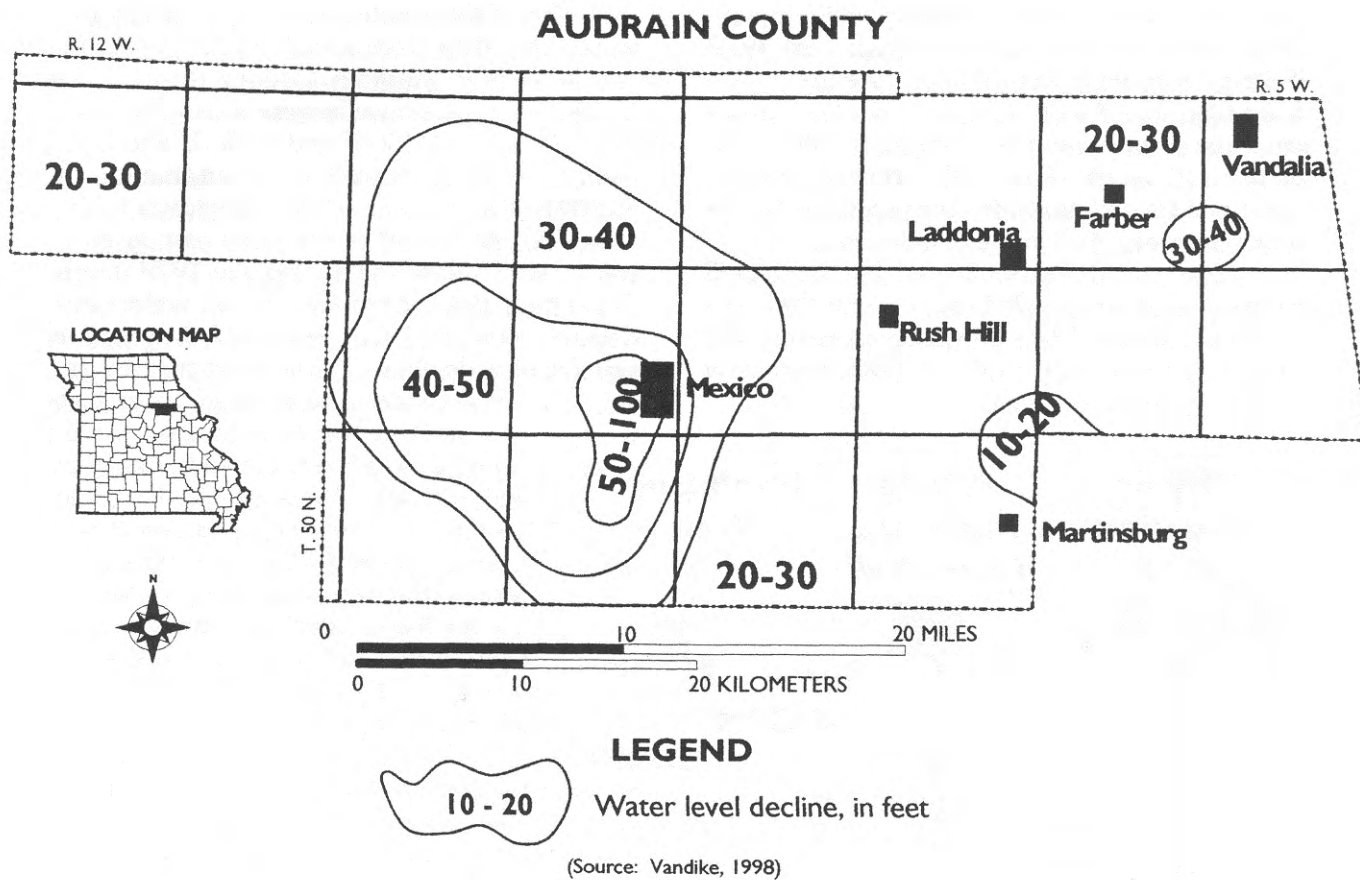 AUDRAIN COUNTY
R. 12 W.
R. 5 W.
20-30
20-30
Vandalia
Farber
30-40
Laddonia
30-40
Rush Hill
LOCATION MAP
40-50
50-100
Mexico
10-20
T. 50 N.
Martinsburg
20-30
N
0 10 20 MILES
0 10 20 KILOMETERS
LEGEND
10 - 20
Water level decline, in feet
(Source: Vandike, 1998)